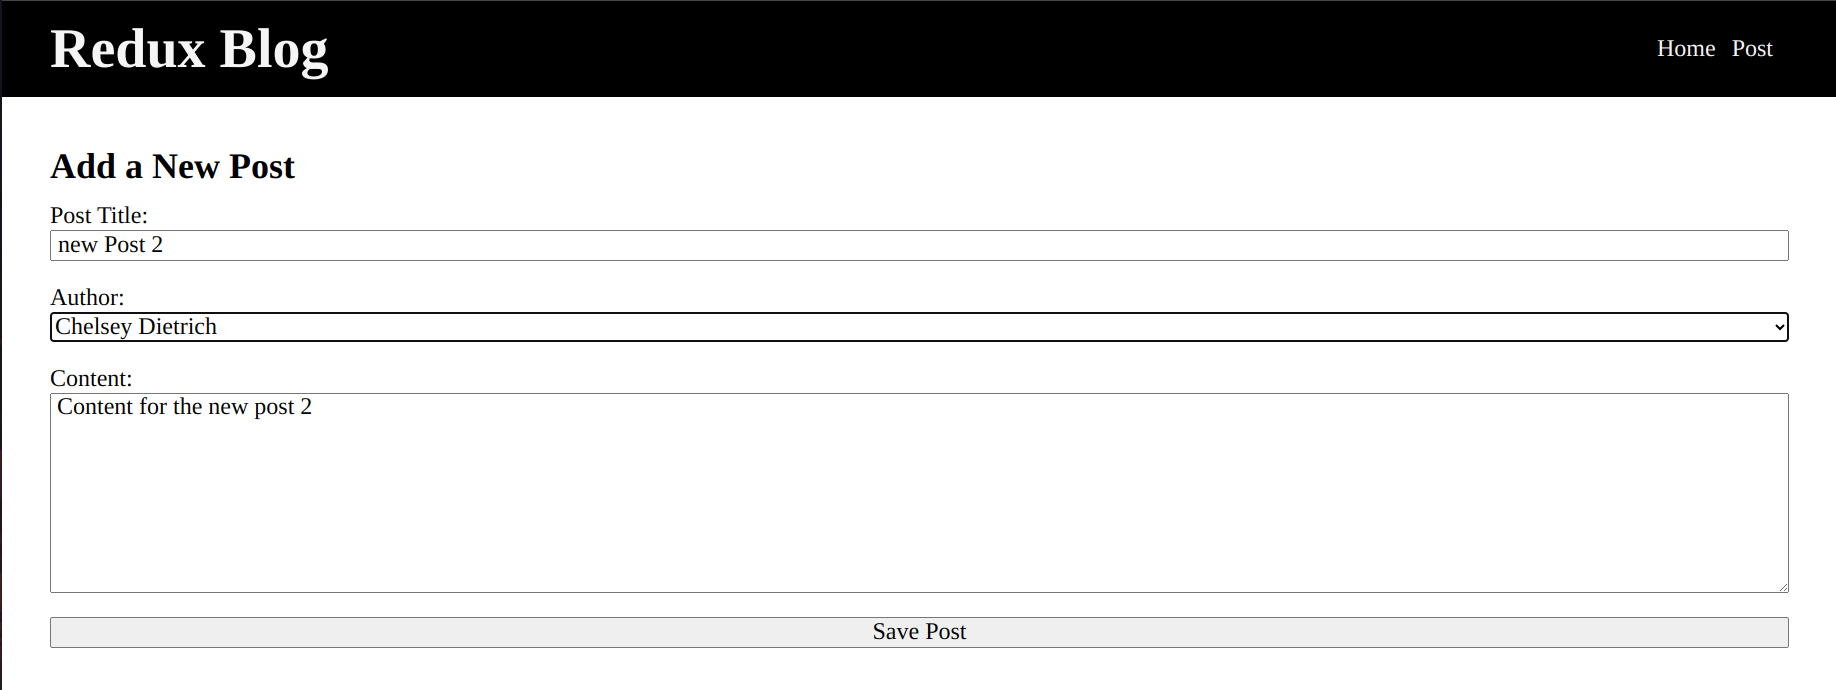 Redux Blog
Home Post
Add a New Post
Post Title:
new Post 2
Author:
Chelsey Dietrich
Content:
Content for the new post 2
Save Post